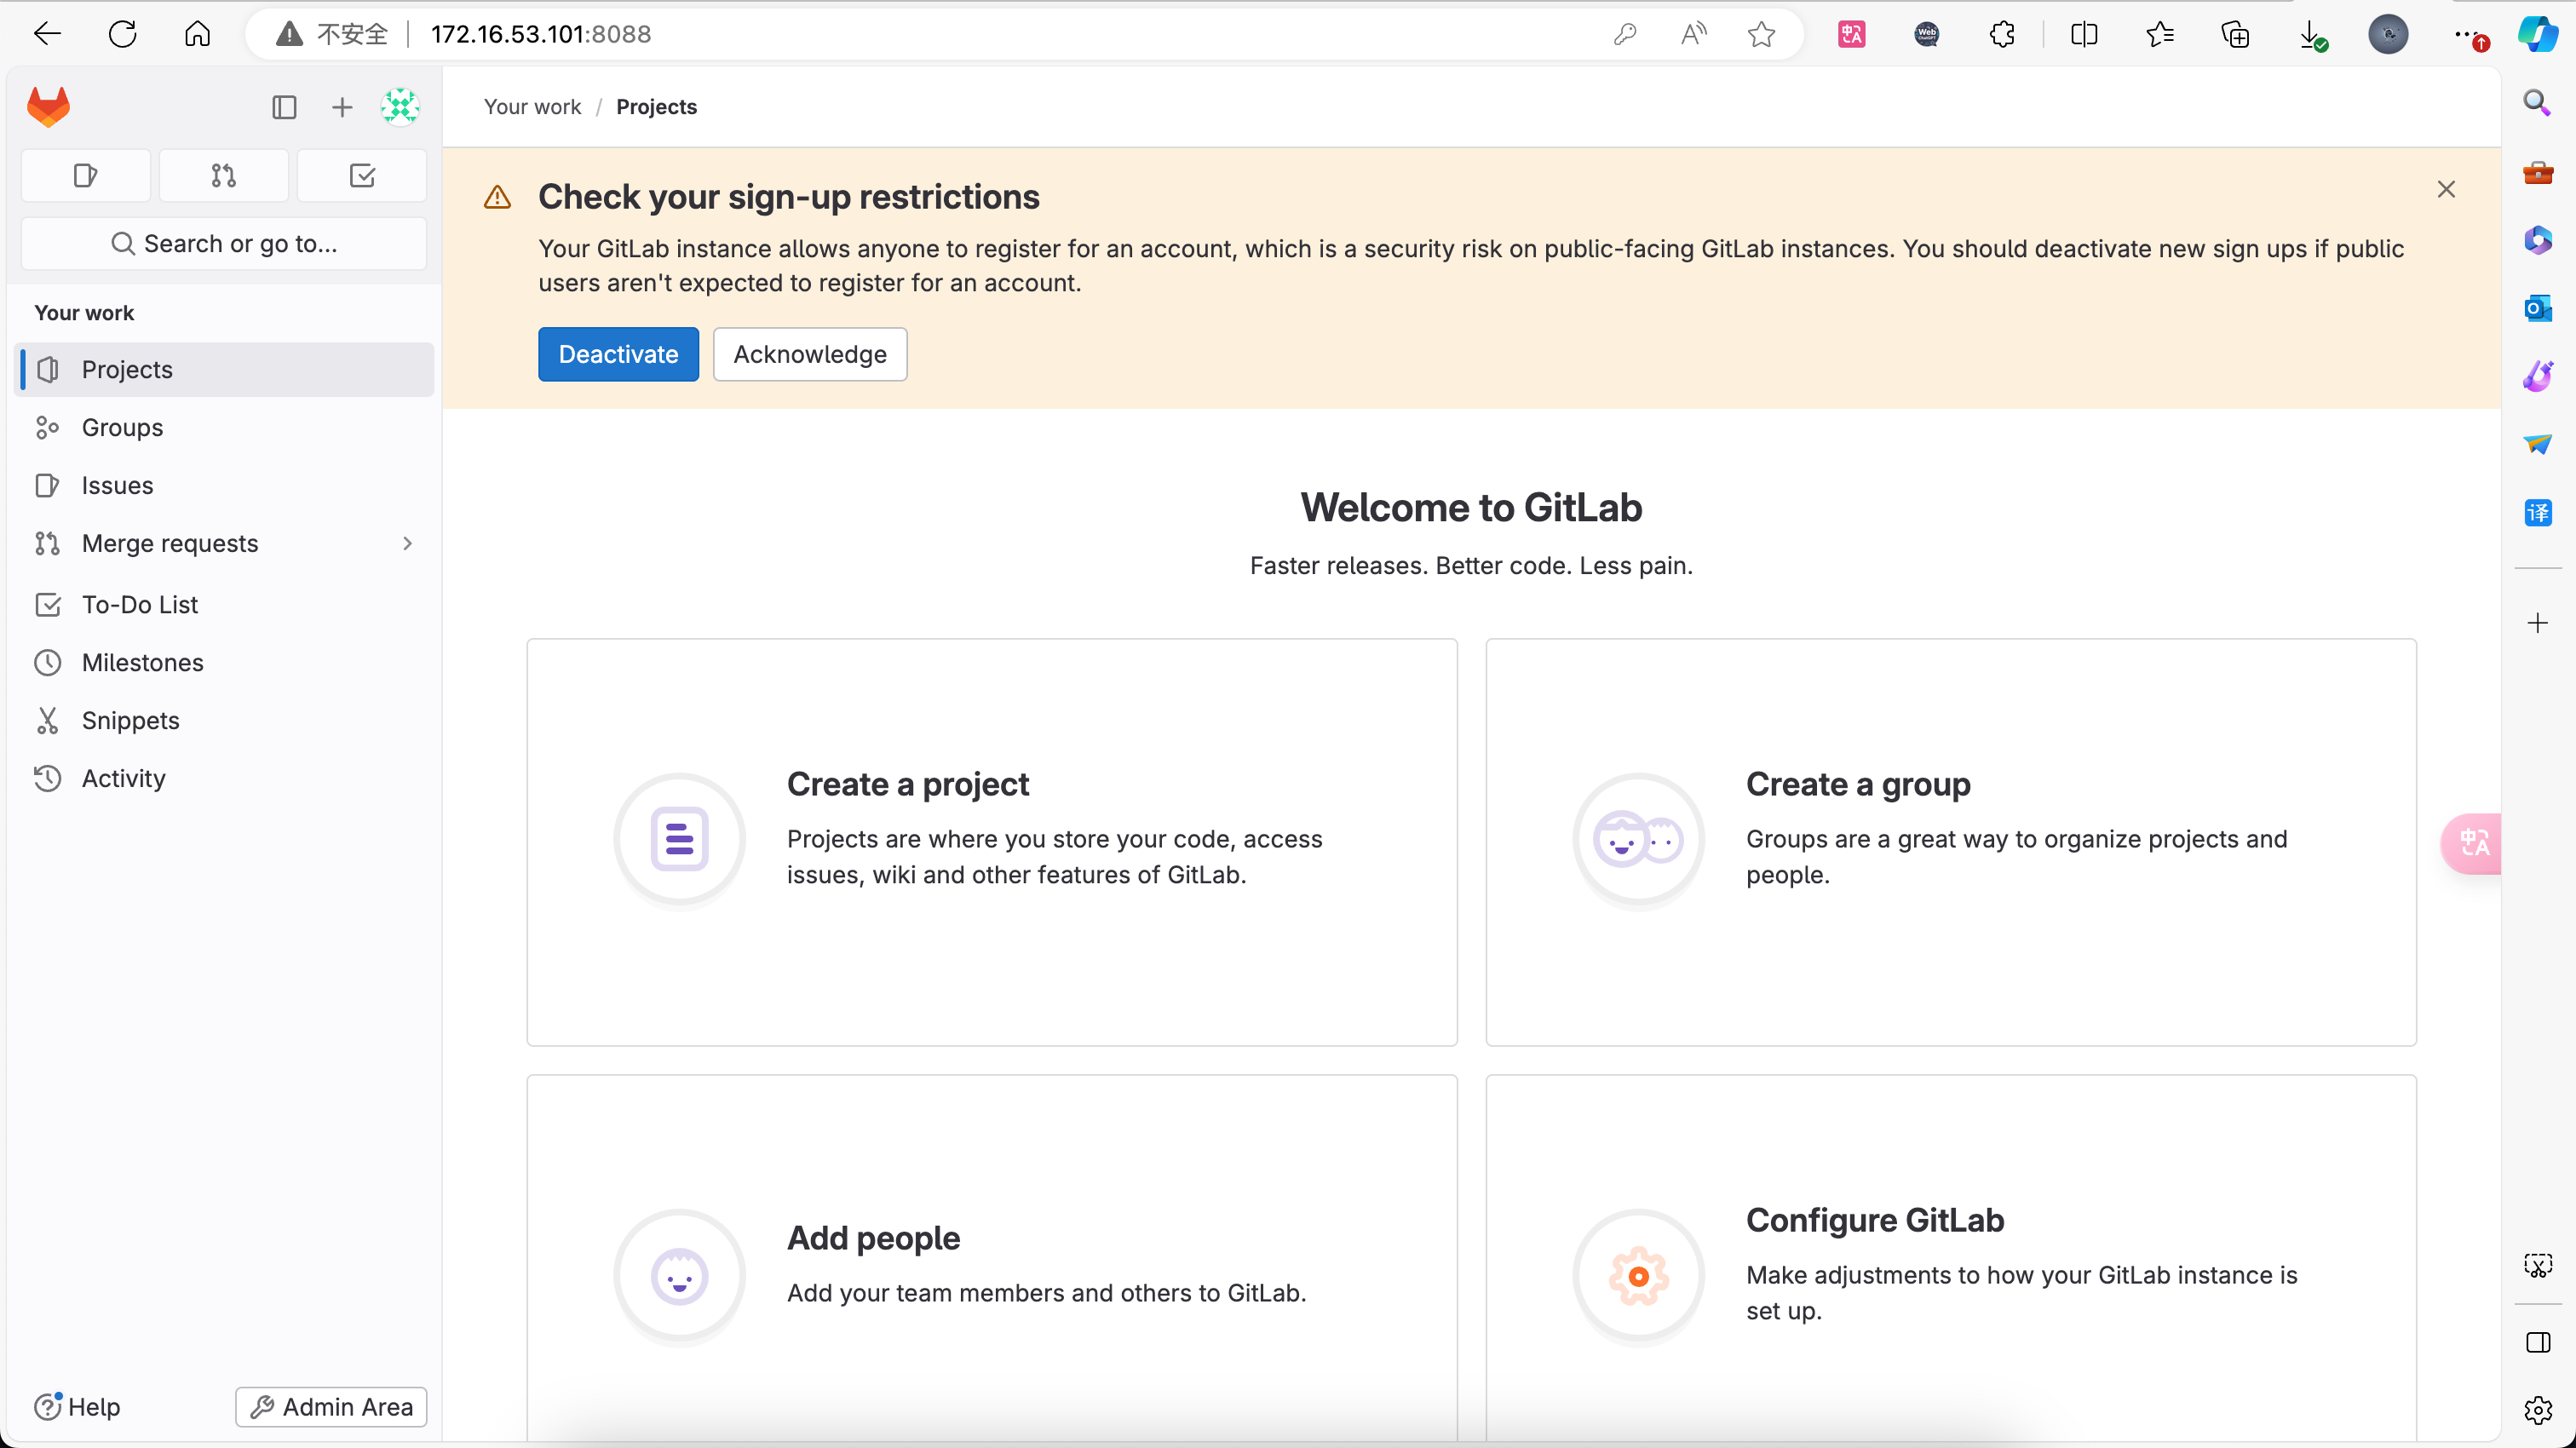 不安全 172.16.53.101:8088
Web
ChatGPT
Your work / Projects
Search or go to...
Your work
Projects
Groups
Issues
Merge requests
To-Do List
Milestones
Snippets
Activity
Help
Admin Area
Check your sign-up restrictions
Your GitLab instance allows anyone to register for an account, which is a security risk on public-facing GitLab instances. You should deactivate new sign ups if public
users aren't expected to register for an account.
Deactivate
Acknowledge
Welcome to GitLab
Faster releases. Better code. Less pain.
Create a project
Projects are where you store your code, access
issues, wiki and other features of GitLab.
Create a group
Groups are a great way to organize projects and
people.
Add people
Add your team members and others to GitLab.
Configure GitLab
Make adjustments to how your GitLab instance is
set up.
译
中A